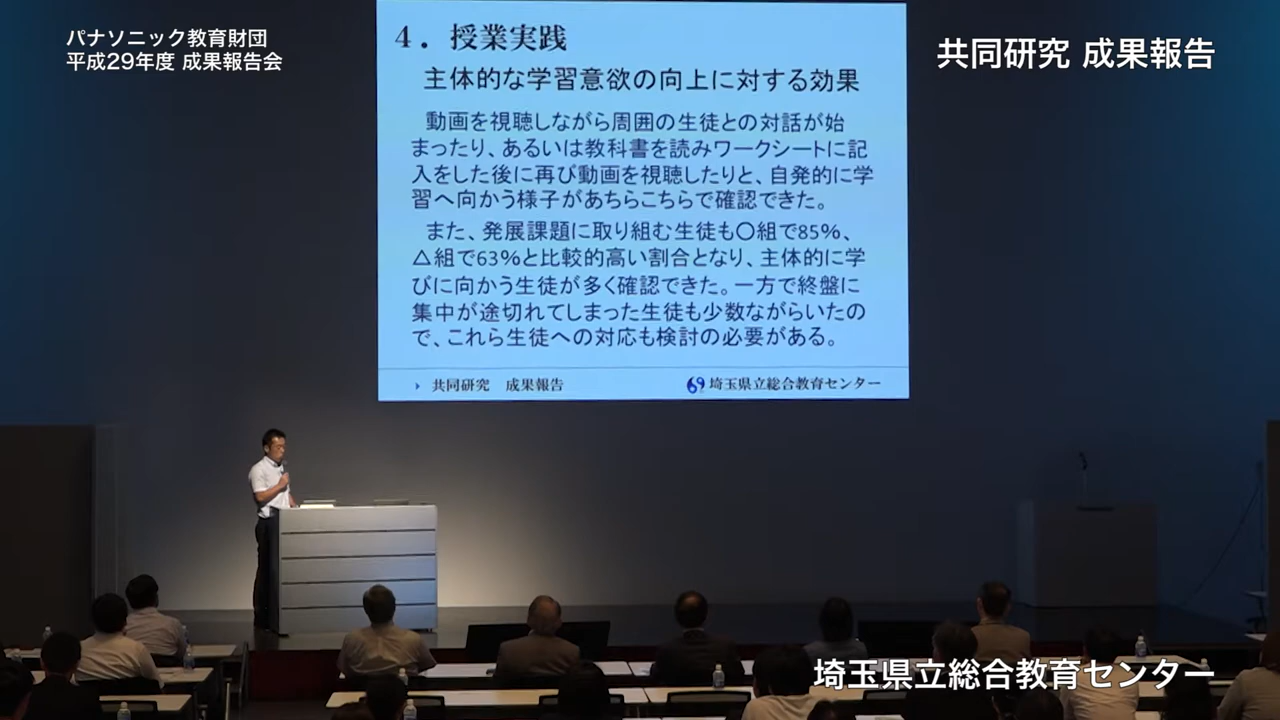 パナソニック教育財団
平成29年度 成果報告会
共同研究 成果報告
4．授業実践
主体的な学習意欲の向上に対する効果
動画を視聴しながら周囲の生徒との対話が始
まったり、あるいは教科書を読みワークシートに記
入をした後に再び動画を視聴したりと、自発的に学
習へ向かう様子があちらこちらで確認できた。
また、発展課題に取り組む生徒も〇組で85%、
△組で63%と比較的高い割合となり、主体的に学
びに向かう生徒が多く確認できた。一方で終盤に
集中が途切れてしまった生徒も少数ながらいたの
で、これら生徒への対応も検討の必要がある。
共同研究 成果報告
埼玉県立総合教育センター
埼玉県立総合教育センター